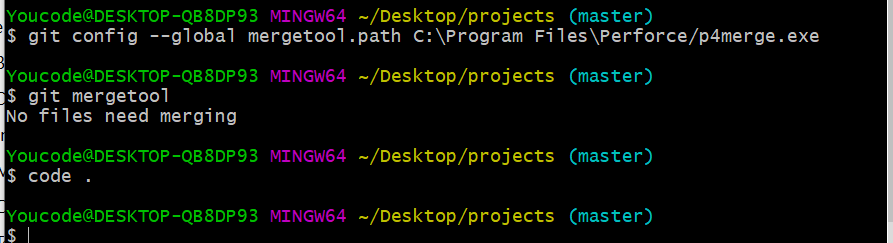 Youcode@DESKTOP-QB8DP93 MINGW64 ~/Desktop/projects (master)
$ git config --global mergetool.path C:\Program Files\Perforce/p4merge.exe
Youcode@DESKTOP-QB8DP93 MINGW64 ~/Desktop/projects (master)
$ git mergetool
No files need merging
Youcode@DESKTOP-QB8DP93 MINGW64 ~/Desktop/projects (master)
$ code .
Youcode@DESKTOP-QB8DP93 MINGW64 ~/Desktop/projects (master)
$